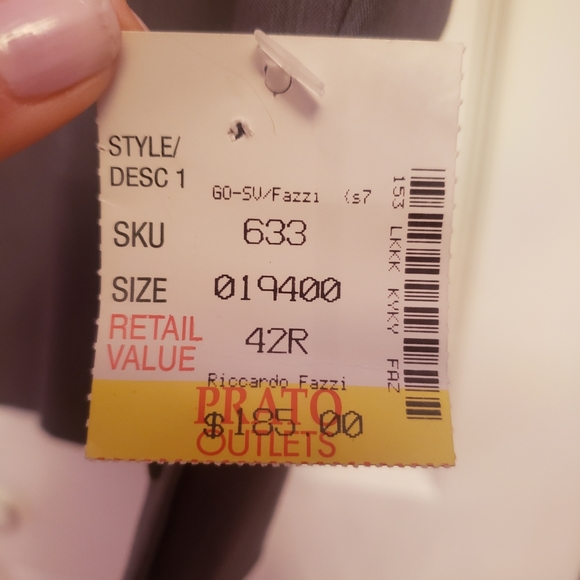 STYLE/
DESC 1 GO-SV/Fazzi (s7
SKU 633
SIZE 019400
RETAIL
VALUE 42R
Riccardo Fazzi
PRATO
$185.00
OUTLETS
153 LKKK KYKY FAZ